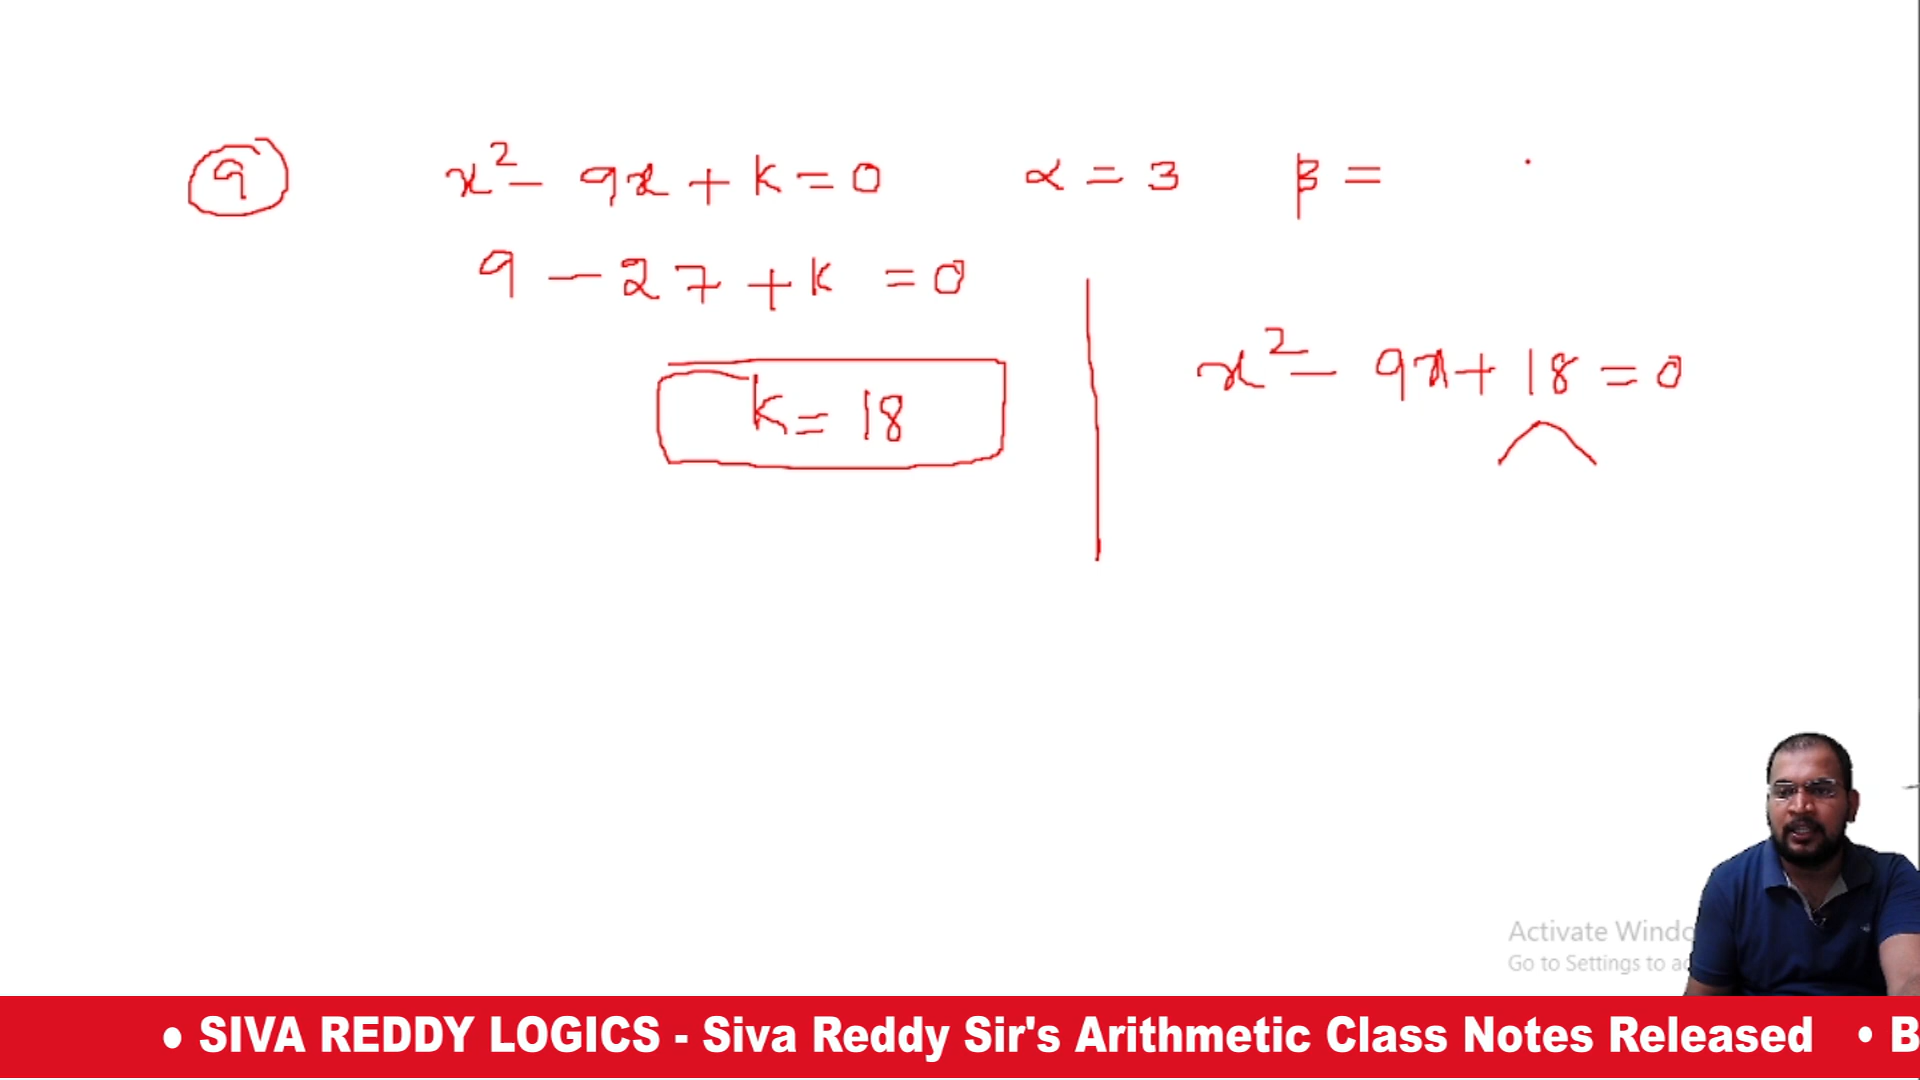 9 x² - 9x + k = 0 α = 3 β =
9 - 27 + k = 0
x² - 9x + 18 = 0
k = 18
Activate Windo
Go to Settings to a
• SIVA REDDY LOGICS - Siva Reddy Sir's Arithmetic Class Notes Released • B